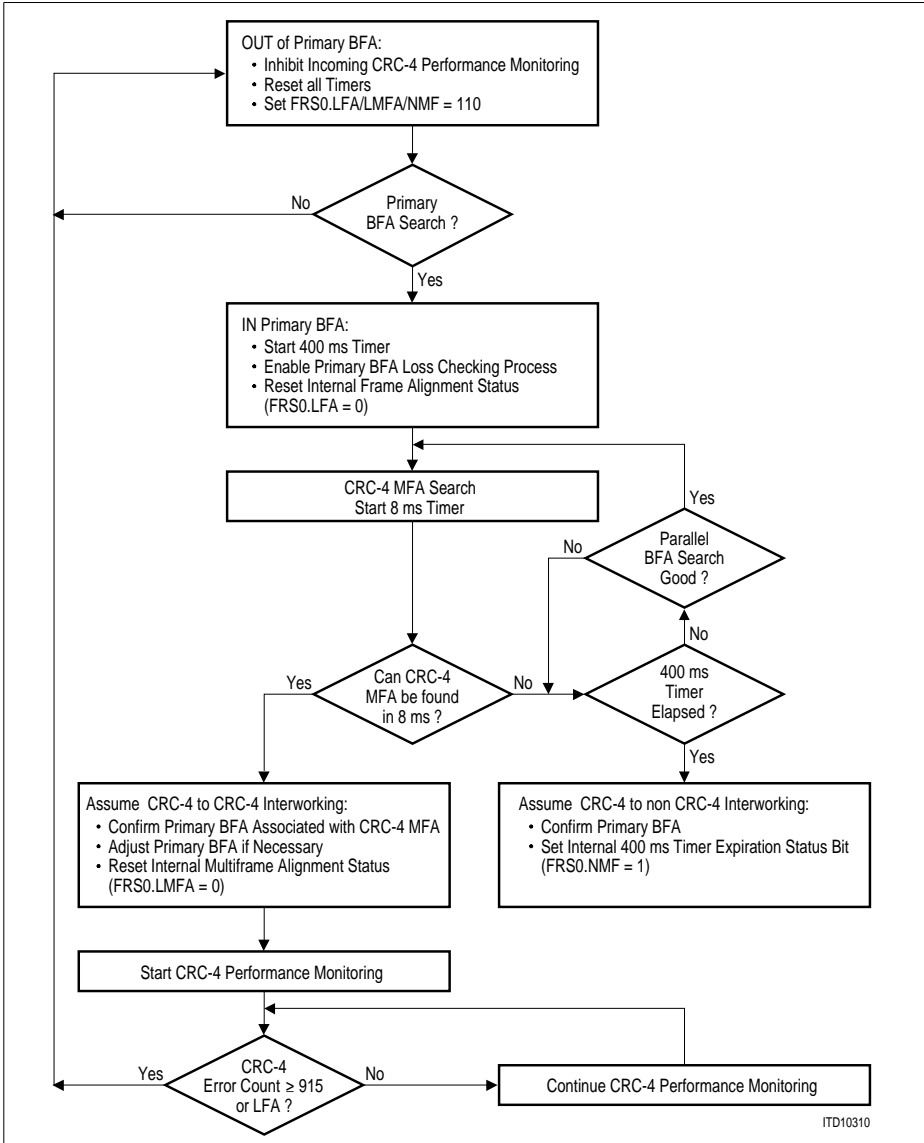 OUT of Primary BFA:
• Inhibit Incoming CRC-4 Performance Monitoring
• Reset all Timers
• Set FRS0.LFA/LMFA/NMF = 110
No
Primary
BFA Search ?
Yes
IN Primary BFA:
• Start 400 ms Timer
• Enable Primary BFA Loss Checking Process
• Reset Internal Frame Alignment Status
(FRS0.LFA = 0)
CRC-4 MFA Search
Start 8 ms Timer
Yes
No
Parallel
BFA Search
Good ?
No
Yes
Can CRC-4
MFA be found
in 8 ms ?
No
400 ms
Timer
Elapsed ?
Yes
Assume CRC-4 to CRC-4 Interworking:
• Confirm Primary BFA Associated with CRC-4 MFA
• Adjust Primary BFA if Necessary
• Reset Internal Multiframe Alignment Status
(FRS0.LMFA = 0)
Assume CRC-4 to non CRC-4 Interworking:
• Confirm Primary BFA
• Set Internal 400 ms Timer Expiration Status Bit
(FRS0.NMF = 1)
Start CRC-4 Performance Monitoring
Yes
CRC-4
Error Count ≥ 915
or LFA ?
No
Continue CRC-4 Performance Monitoring
ITD10310